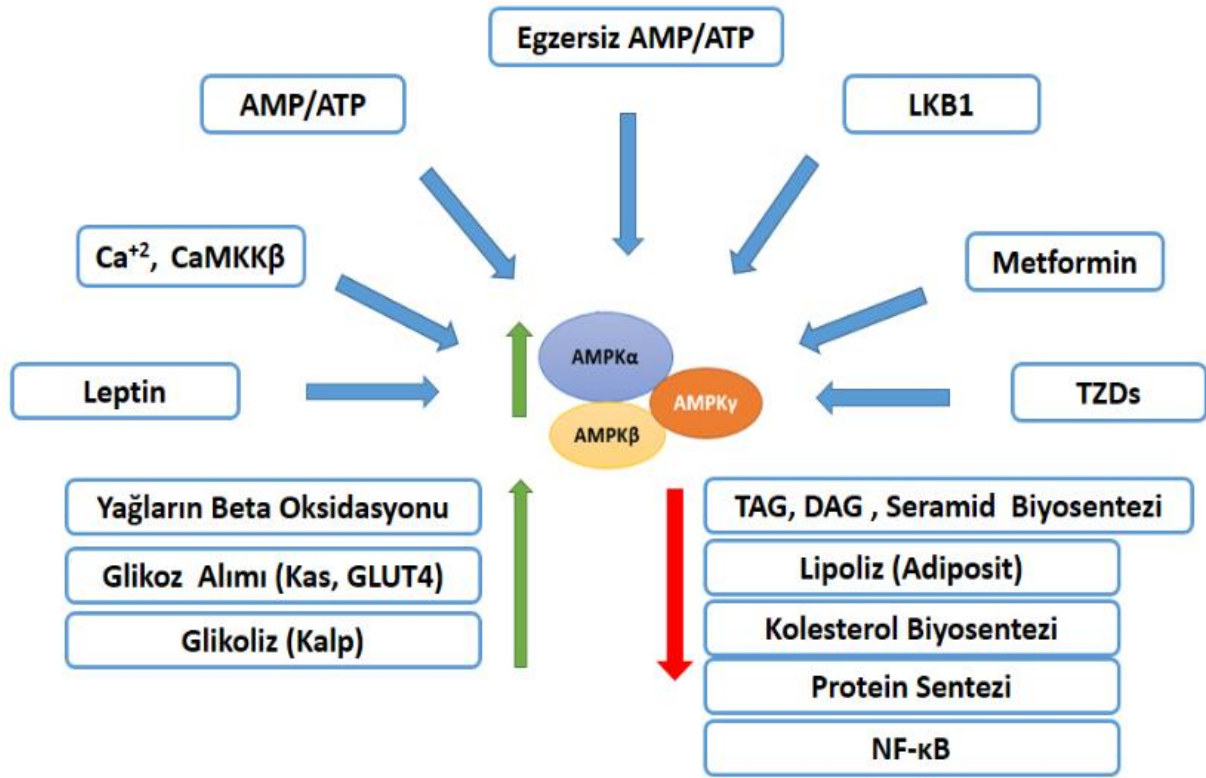 Egzersiz AMP/ATP
AMP/ATP
LKB1
Ca⁺², CaMKKβ
Metformin
Leptin
TZDs
AMPKα
AMPKγ
AMPKβ
Yağların Beta Oksidasyonu
Glikoz Alımı (Kas, GLUT4)
Glikoliz (Kalp)
TAG, DAG , Seramid Biyosentezi
Lipoliz (Adiposit)
Kolesterol Biyosentezi
Protein Sentezi
NF-κB